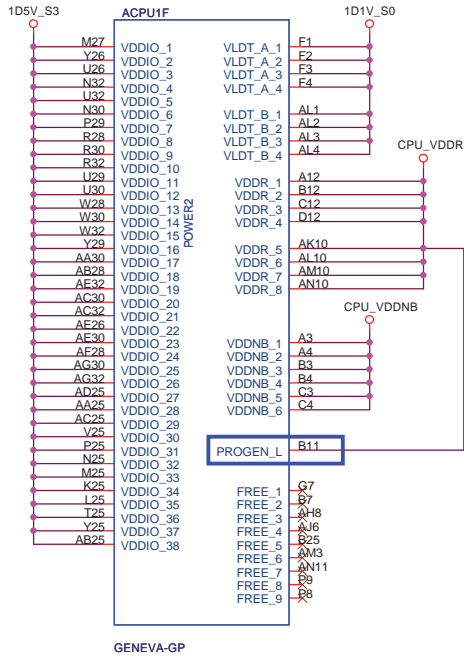 1D5V_S3 ACPU1F 1D1V_S0
M27 VDDIO_1 VLDT_A_1 F1
Y26 VDDIO_2 VLDT_A_2 F2
U26 VDDIO_3 VLDT_A_3 F3
N32 VDDIO_4 VLDT_A_4 F4
U32 VDDIO_5
N30 VDDIO_6 VLDT_B_1 AL1
P29 VDDIO_7 VLDT_B_2 AL2
R28 VDDIO_8 VLDT_B_3 AL3
R30 VDDIO_9 VLDT_B_4 AL4
CPU_VDDR
R32 VDDIO_10
U29 VDDIO_11 VDDR_1 A12
U30 VDDIO_12 VDDR_2 B12
W28 VDDIO_13 VDDR_3 C12
W30 VDDIO_14 VDDR_4 D12
POWER2
W32 VDDIO_15
Y29 VDDIO_16 VDDR_5 AK10
AA30 VDDIO_17 VDDR_6 AL10
AB28 VDDIO_18 VDDR_7 AM10
AE32 VDDIO_19 VDDR_8 AN10
AC30 VDDIO_20
CPU_VDDNB
AC32 VDDIO_21
AE26 VDDIO_22
AE30 VDDIO_23 VDDNB_1 A3
AF28 VDDIO_24 VDDNB_2 A4
AG30 VDDIO_25 VDDNB_3 B3
AG32 VDDIO_26 VDDNB_4 B4
AD25 VDDIO_27 VDDNB_5 C3
AA25 VDDIO_28 VDDNB_6 C4
AC25 VDDIO_29
V25 VDDIO_30
P25 VDDIO_31 PROGEN_L B11
N25 VDDIO_32
M25 VDDIO_33
K25 VDDIO_34 FREE_1 G7
L25 VDDIO_35 FREE_2 B7
T25 VDDIO_36 FREE_3 AH8
Y25 VDDIO_37 FREE_4 AJ6
AB25 VDDIO_38 FREE_5 B25
FREE_6 AM3
FREE_7 AN11
FREE_8 P9
FREE_9 P8
GENEVA-GP